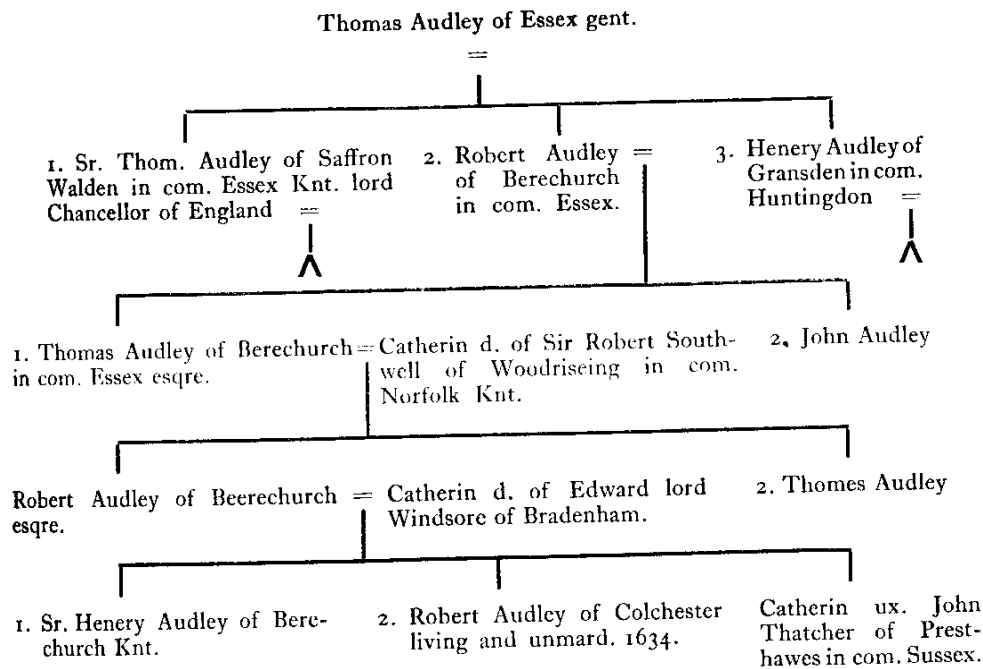 Thomas Audley of Essex gent.
=
1. Sr. Thom. Audley of Saffron
Walden in com. Essex Knt. lord
Chancellor of England =
2. Robert Audley =
of Berechurch
in com. Essex.
3. Henery Audley of
Gransden in com.
Huntingdon =
1. Thomas Audley of Berechurch =
in com. Essex esqre.
Catherin d. of Sir Robert South-
well of Woodriseing in com.
Norfolk Knt.
2. John Audley
Robert Audley of Beerechurch =
esqre.
Catherin d. of Edward lord
Windsore of Bradenham.
2. Thomes Audley
1. Sr. Henery Audley of Bere-
church Knt.
2. Robert Audley of Colchester
living and unmard. 1634.
Catherin ux. John
Thatcher of Prest-
hawes in com. Sussex.